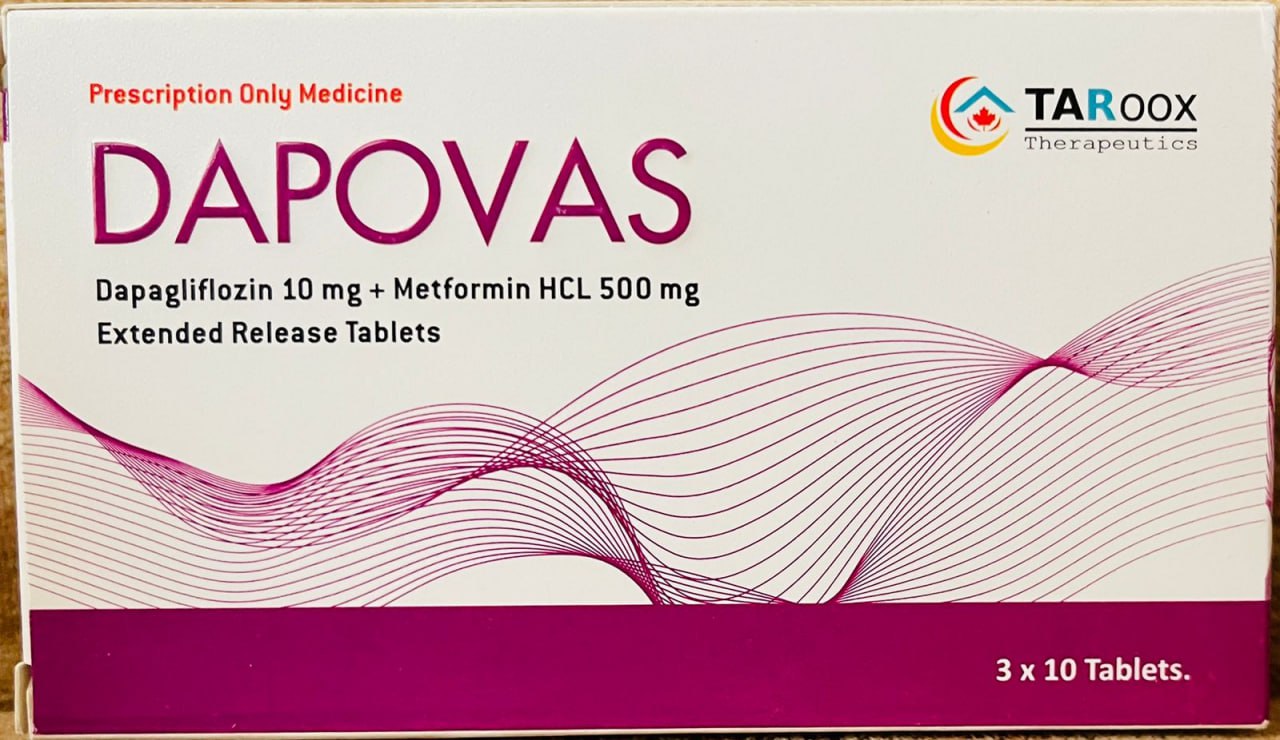 Prescription Only Medicine
DAPOVAS
Dapagliflozin 10 mg + Metformin HCL 500 mg
Extended Release Tablets
TAROOX
Therapeutics
3 x 10 Tablets.